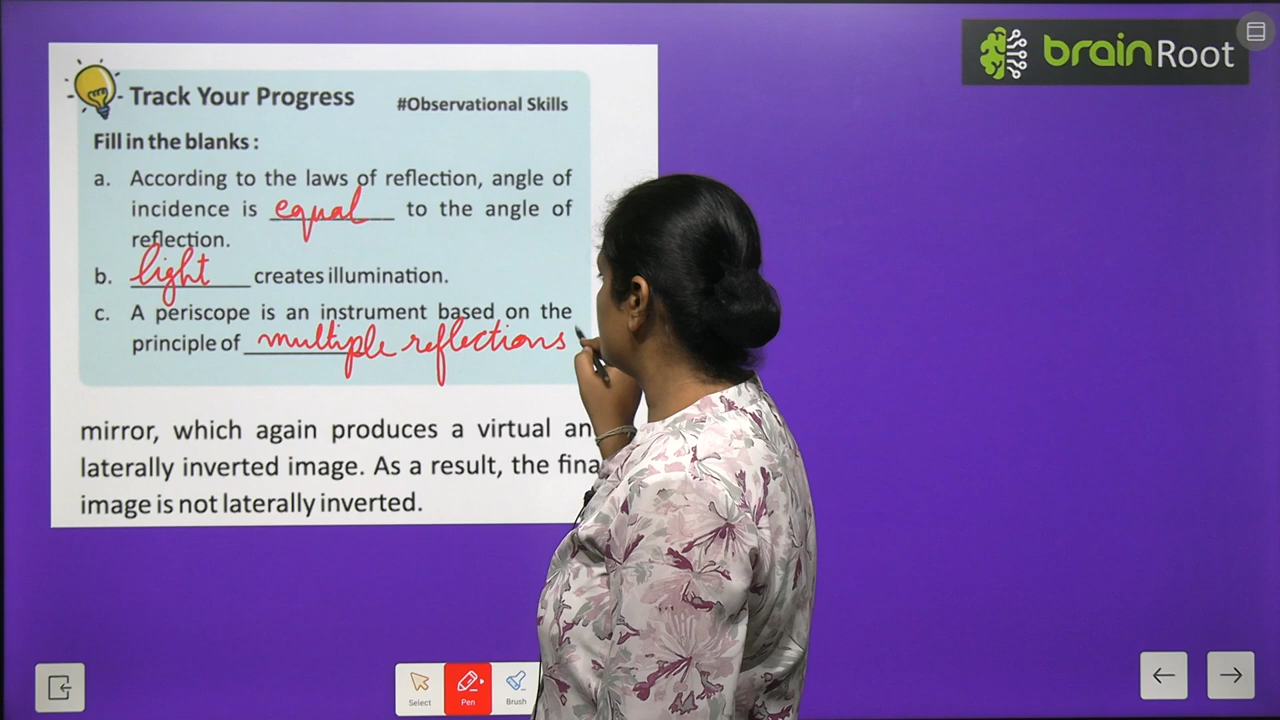 brainRoot
Track Your Progress
#Observational Skills
Fill in the blanks :
a. According to the laws of reflection, angle of
incidence is equal to the angle of
reflection.
b. light creates illumination.
c. A periscope is an instrument based on the
principle of multiple reflections
mirror, which again produces a virtual an
laterally inverted image. As a result, the fina
image is not laterally inverted.
Select Pen Brush